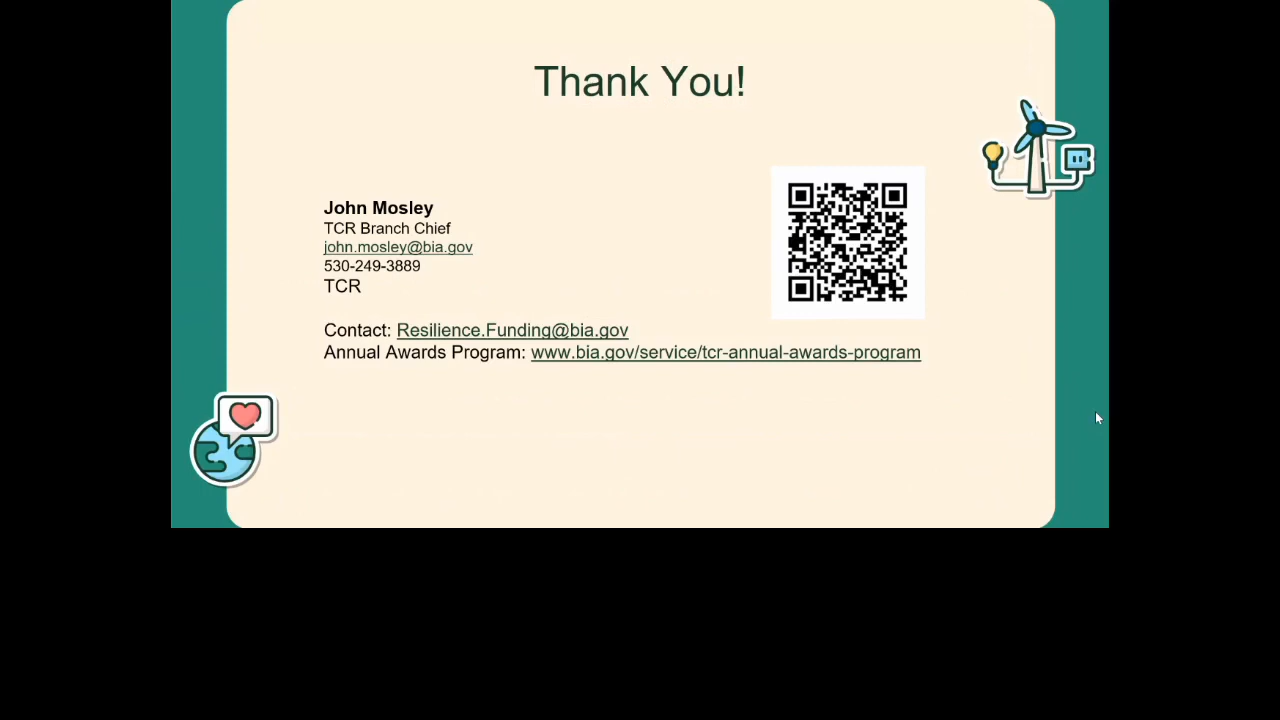 Thank You!
John Mosley
TCR Branch Chief
john.mosley@bia.gov
530-249-3889
TCR
Contact: Resilience.Funding@bia.gov
Annual Awards Program: www.bia.gov/service/tcr-annual-awards-program